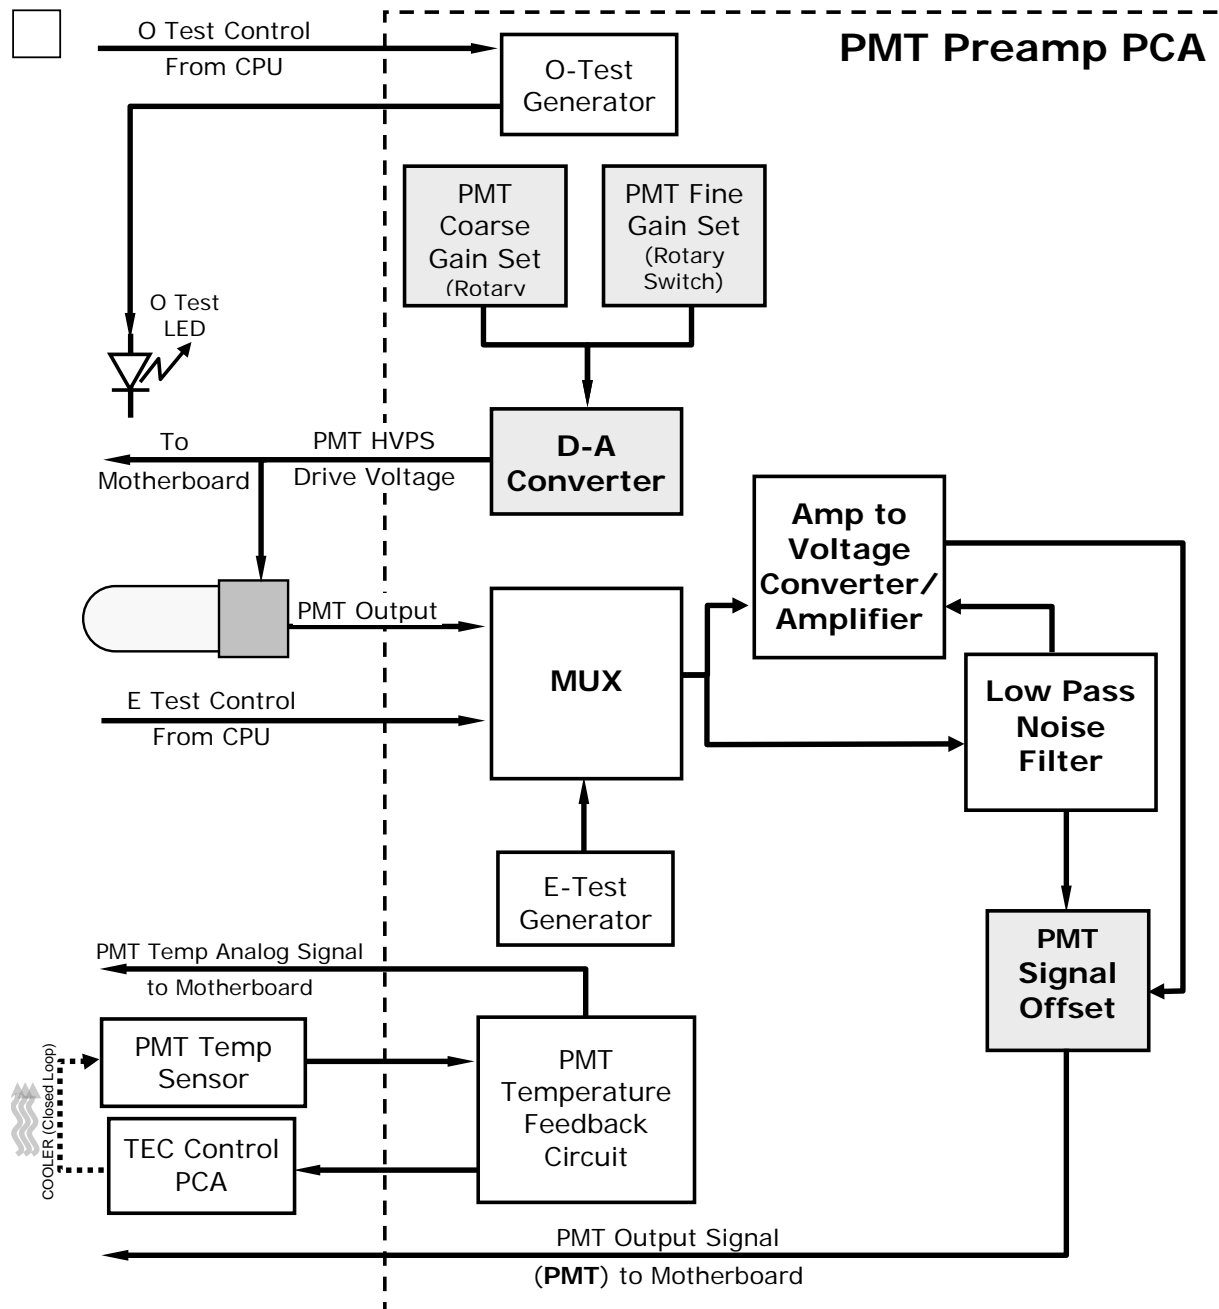 O Test Control
From CPU
PMT Preamp PCA
O-Test
Generator
PMT
Coarse
Gain Set
(Rotary
PMT Fine
Gain Set
(Rotary
Switch)
O Test
LED
To
Motherboard
PMT HVPS
Drive Voltage
D-A
Converter
Amp to
Voltage
Converter/
Amplifier
PMT Output
MUX
E Test Control
From CPU
Low Pass
Noise
Filter
E-Test
Generator
PMT
Signal
Offset
PMT Temp Analog Signal
to Motherboard
PMT Temp
Sensor
PMT
Temperature
Feedback
Circuit
TEC Control
PCA
COOLER (Closed Loop)
PMT Output Signal
(PMT) to Motherboard